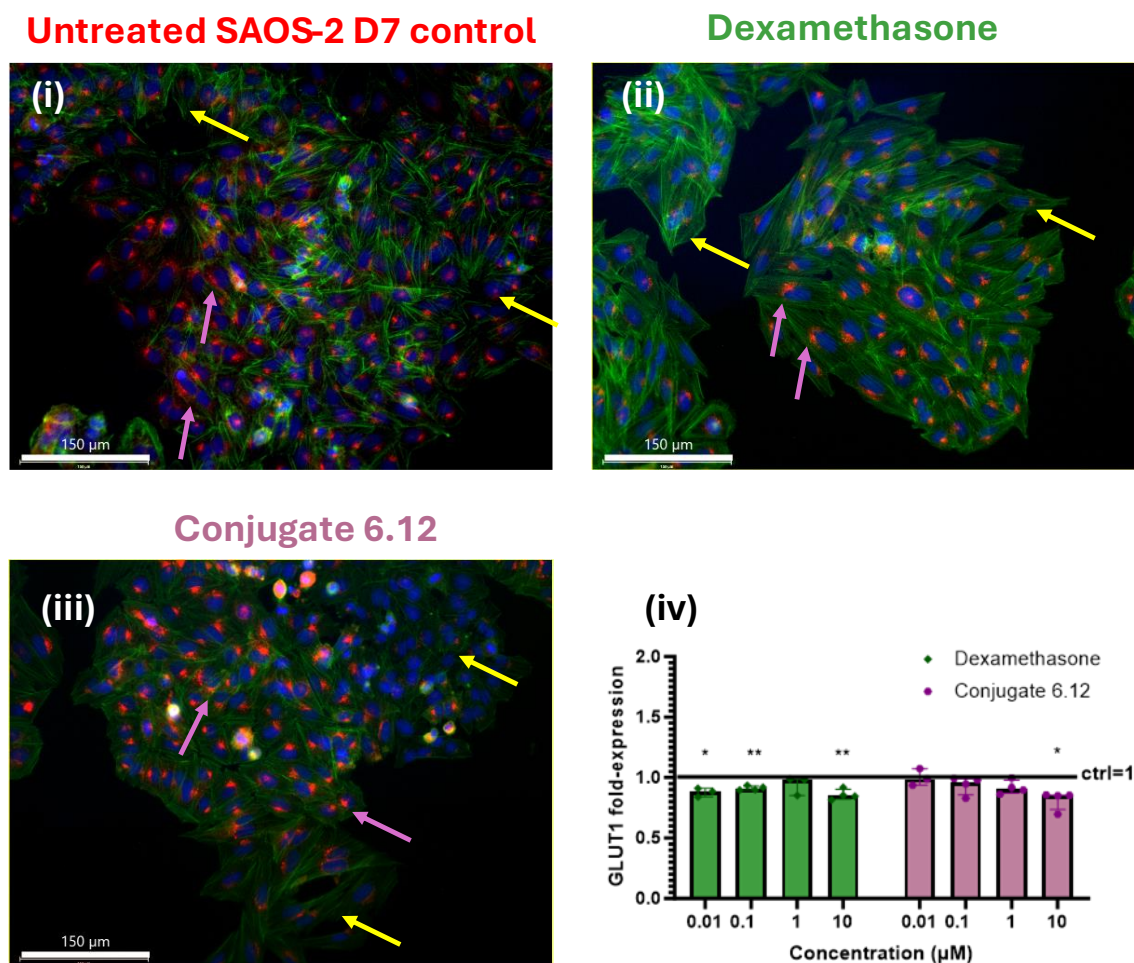 Untreated SAOS-2 D7 control
Dexamethasone
(i)
(ii)
150 µm
150 µm
Conjugate 6.12
(iii)
(iv)
150 µm
2.0
1.5
1.0
0.5
0.0
GLUT1 fold-expression
Dexamethasone
Conjugate 6.12
* ** ** *
ctrl=1
0.01 0.1 1 10 0.01 0.1 1 10
Concentration (µM)